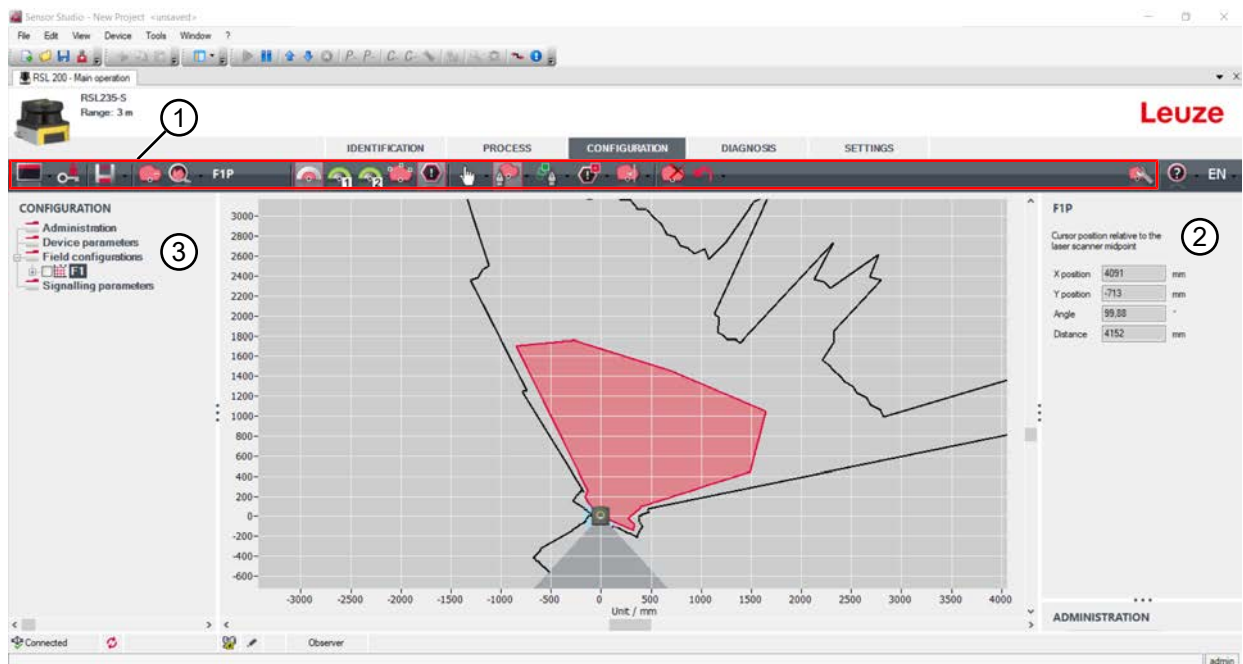 Sensor Studio - New Project <unsaved>
File Edit View Device Tools Window ?
P- P- C- C-
RSL 200 - Main operation
RSL235-S
Range: 3 m
1
Leuze
IDENTIFICATION PROCESS CONFIGURATION DIAGNOSIS SETTINGS
F1P 1 2 ? EN
CONFIGURATION
Administration
Device parameters
Field configurations
F1
Signalling parameters
3
3000
2800
2600
2400
2200
2000
1800
1600
1400
1200
1000
800
600
400
200
0
-200
-400
-600
-3000 -2500 -2000 -1500 -1000 -500 0 500 1000 1500 2000 2500 3000 3500 4000
Unit / mm
F1P
Cursor position relative to the
laser scanner midpoint
2
X position 4091 mm
Y position -713 mm
Angle 99,88 °
Distance 4152 mm
ADMINISTRATION
Connected Observer
admin